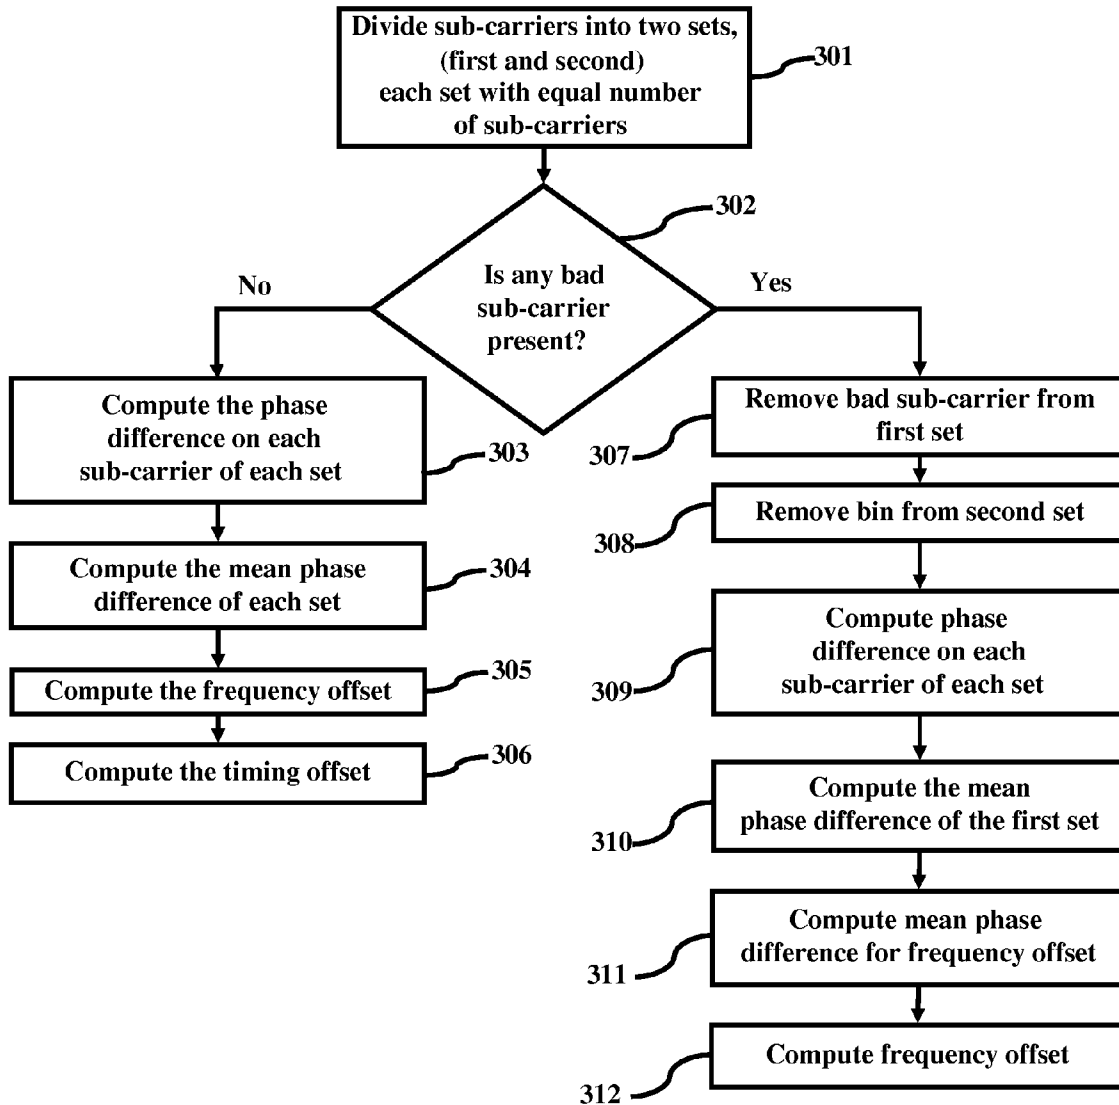 Divide sub-carriers into two sets,
(first and second)
each set with equal number
of sub-carriers
301
302
Is any bad
sub-carrier
present?
No
Yes
Compute the phase
difference on each
sub-carrier of each set
303
Compute the mean phase
difference of each set
304
Compute the frequency offset
305
Compute the timing offset
306
Remove bad sub-carrier from
first set
307
Remove bin from second set
308
Compute phase
difference on each
sub-carrier of each set
309
Compute the mean
phase difference of the first set
310
Compute mean phase
difference for frequency offset
311
Compute frequency offset
312